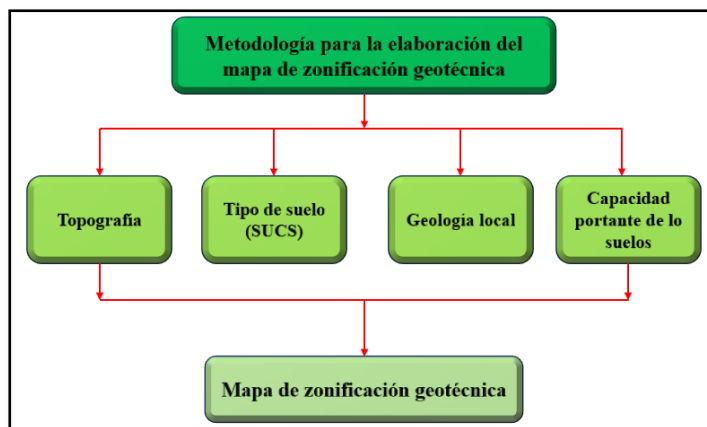 Metodología para la elaboración del
mapa de zonificación geotécnica
Topografía
Tipo de suelo
(SUCS)
Geología local
Capacidad
portante de lo
suelos
Mapa de zonificación geotécnica